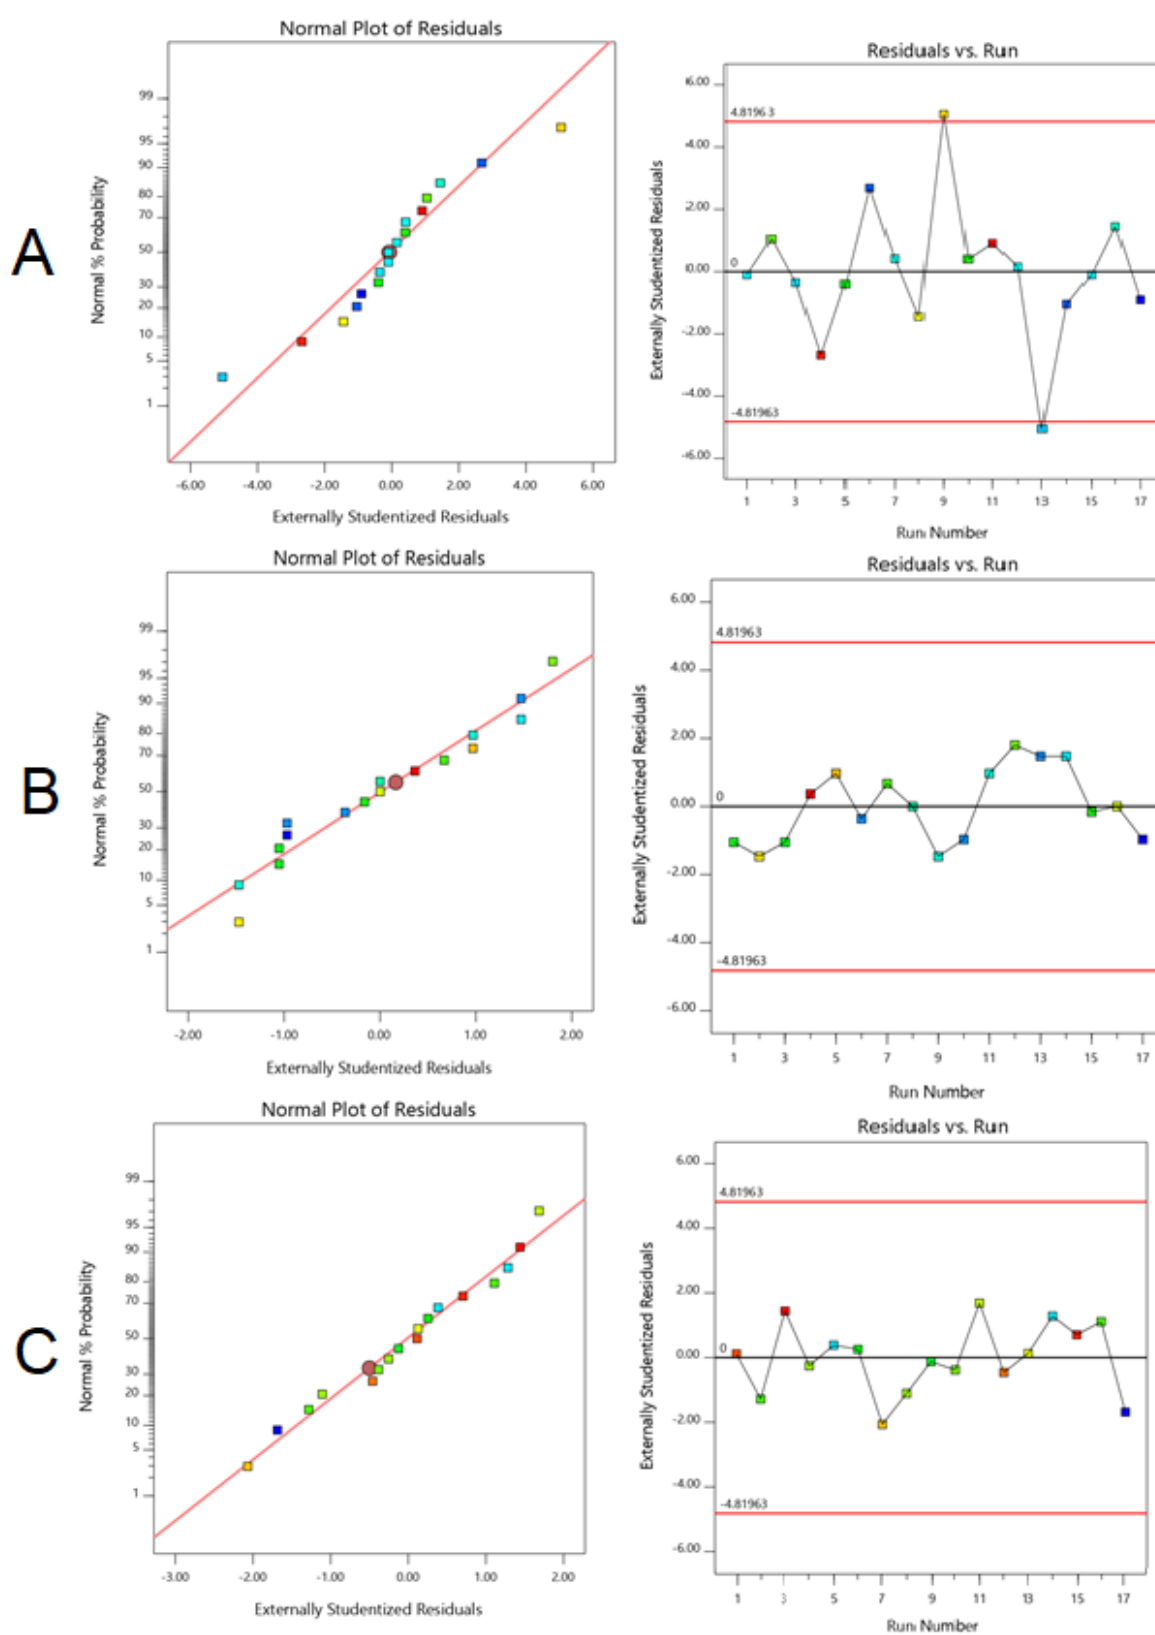 Normal Plot of Residuals
99
95
90
80
70
50
30
20
10
5
1
Normal % Probability
-6.00 -4.00 -2.00 0.00 2.00 4.00 6.00
Externally Studentized Residuals
Residuals vs. Run
6.00
4.81963
4.00
2.00
0
0.00
-2.00
-4.00
-4.81963
-6.00
Externally Studentized Residuals
1 3 5 7 9 11 13 15 17
Run Number
A
Normal Plot of Residuals
99
95
90
80
70
50
30
20
10
5
1
Normal % Probability
-2.00 -1.00 0.00 1.00 2.00
Externally Studentized Residuals
Residuals vs. Run
6.00
4.81963
4.00
2.00
0
0.00
-2.00
-4.00
-4.81963
-6.00
Externally Studentized Residuals
1 3 5 7 9 11 13 15 17
Run Number
B
Normal Plot of Residuals
99
95
90
80
70
50
30
20
10
5
1
Normal % Probability
-3.00 -2.00 -1.00 0.00 1.00 2.00
Externally Studentized Residuals
Residuals vs. Run
6.00
4.81963
4.00
2.00
0
0.00
-2.00
-4.00
-4.81963
-6.00
Externally Studentized Residuals
1 3 5 7 9 11 13 15 17
Run Number
C